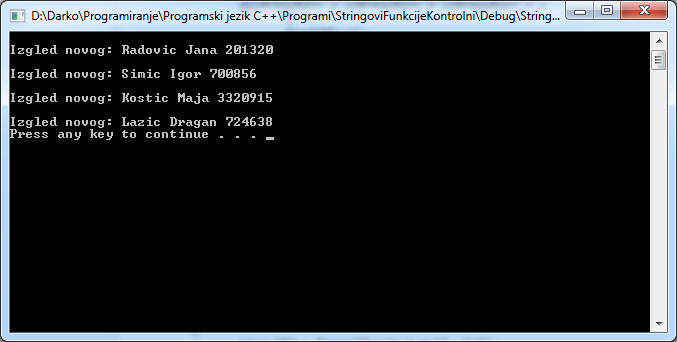 D:\Darko\Programiranje\Programski jezik C++\Programi\StringoviFunkcijeKontrolni\Debug\String...
Izgled novog: Radovic Jana 201320
Izgled novog: Simic Igor 700856
Izgled novog: Kostic Maja 3320915
Izgled novog: Lazic Dragan 724638
Press any key to continue . . . _